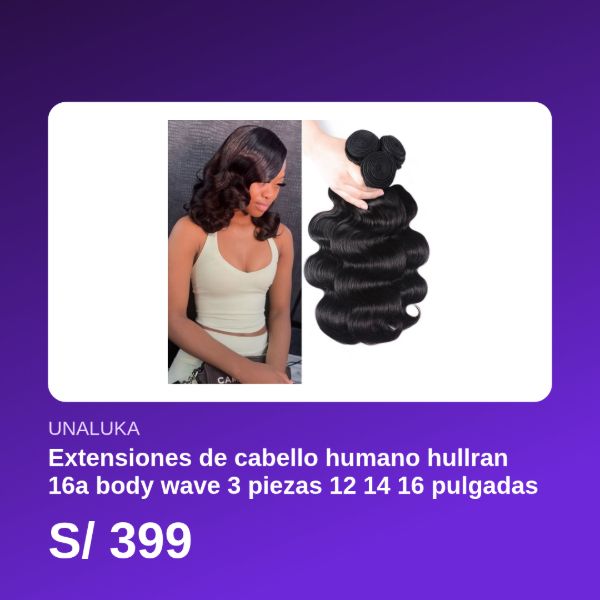 UNALUKA
Extensiones de cabello humano hullran
16a body wave 3 piezas 12 14 16 pulgadas
S/ 399